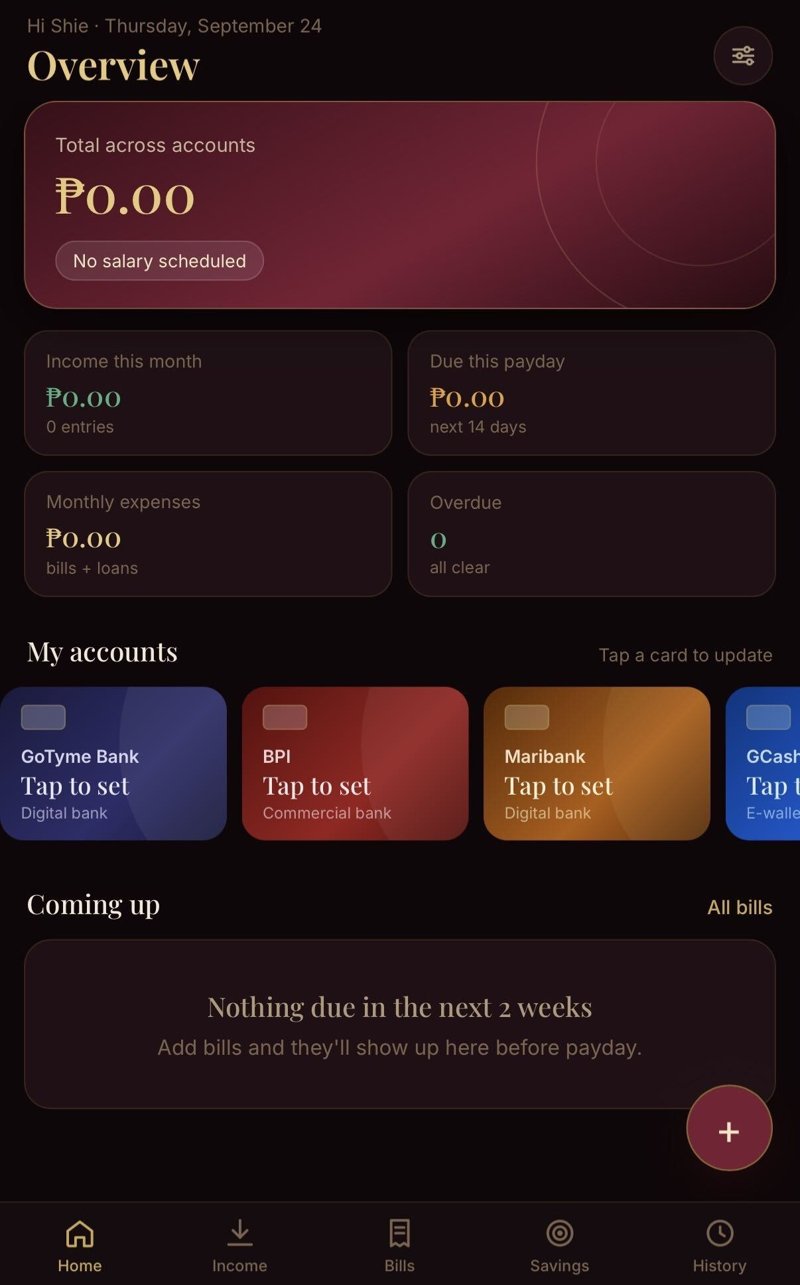 Hi Shie · Thursday, September 24
Overview
Total across accounts
₱0.00
No salary scheduled
Income this month
₱0.00
0 entries
Due this payday
₱0.00
next 14 days
Monthly expenses
₱0.00
bills + loans
Overdue
0
all clear
My accounts
Tap a card to update
GoTyme Bank
Tap to set
Digital bank
BPI
Tap to set
Commercial bank
Maribank
Tap to set
Digital bank
GCash
Tap t
E-walle
Coming up
All bills
Nothing due in the next 2 weeks
Add bills and they'll show up here before payday.
+
Home
Income
Bills
Savings
History